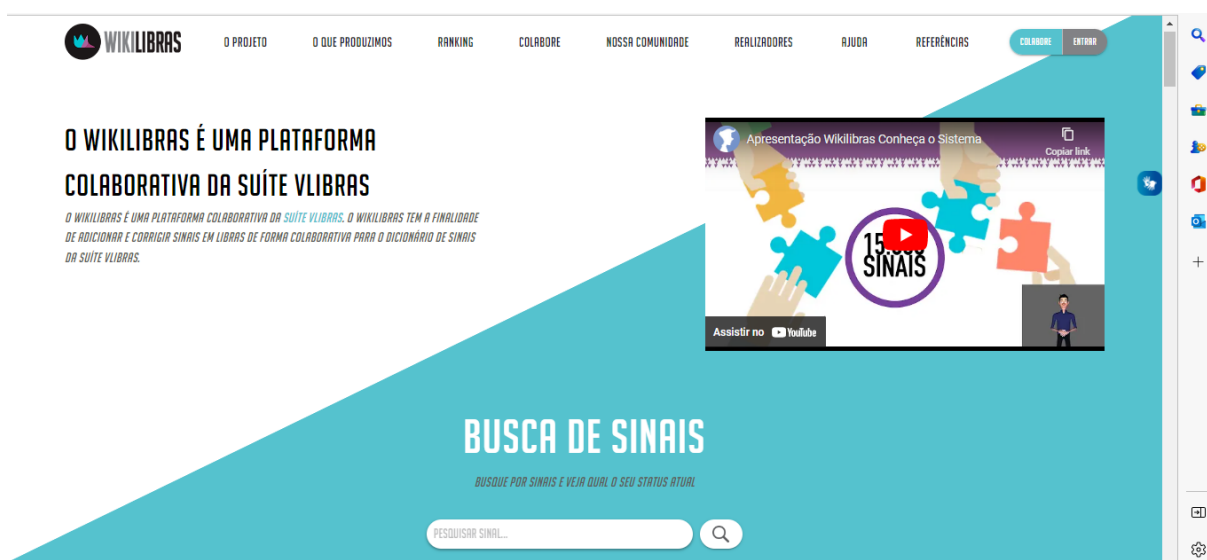 WIKILIBRAS
O PROJETO
O QUE PRODUZIMOS
RANKING
COLABORE
NOSSA COMUNIDADE
REALIZADORES
AJUDA
REFERÊNCIAS
COLABORE
ENTRAR
O WIKILIBRAS É UMA PLATAFORMA
COLABORATIVA DA SUÍTE VLIBRAS
O WIKILIBRAS É UMA PLATAFORMA COLABORATIVA DA SUÍTE VLIBRAS. O WIKILIBRAS TEM A FINALIDADE
DE ADICIONAR E CORRIGIR SINAIS EM LIBRAS DE FORMA COLABORATIVA PARA O DICIONÁRIO DE SINAIS
DA SUÍTE VLIBRAS.
Apresentação Wikilibras Conheça o Sistema
Copiar link
SINAIS
Assistir no YouTube
BUSCA DE SINAIS
BUSQUE POR SINAIS E VEJA QUAL O SEU STATUS ATUAL
PESQUISAR SINAL...